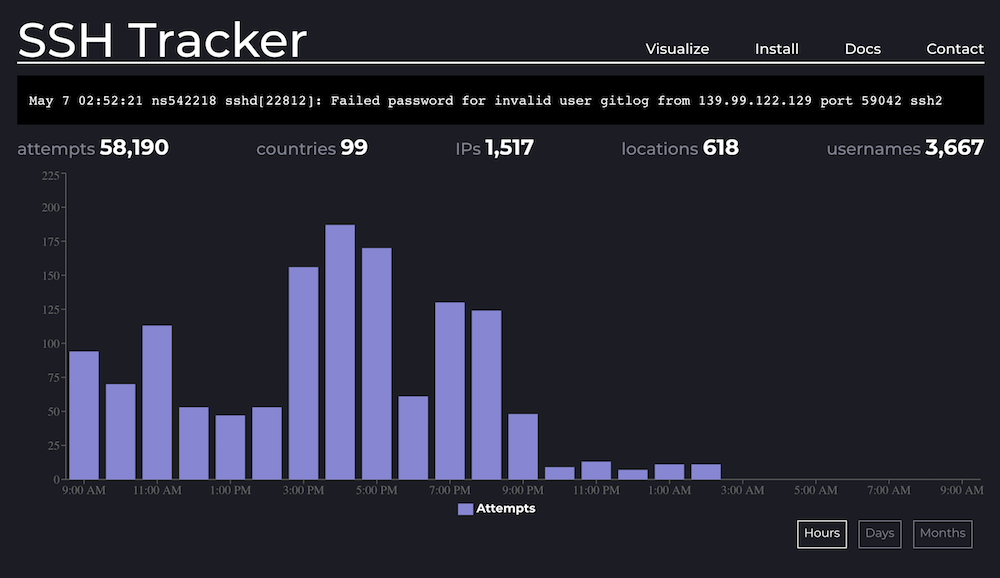 SSH Tracker
Visualize Install Docs Contact
May 7 02:52:21 ns542218 sshd[22812]: Failed password for invalid user gitlog from 139.99.122.129 port 59042 ssh2
attempts 58,190 countries 99 IPs 1,517 locations 618 usernames 3,667
225
200
175
150
125
100
75
50
25
0
9:00 AM 11:00 AM 1:00 PM 3:00 PM 5:00 PM 7:00 PM 9:00 PM 11:00 PM 1:00 AM 3:00 AM 5:00 AM 7:00 AM 9:00 AM
Attempts
Hours Days Months